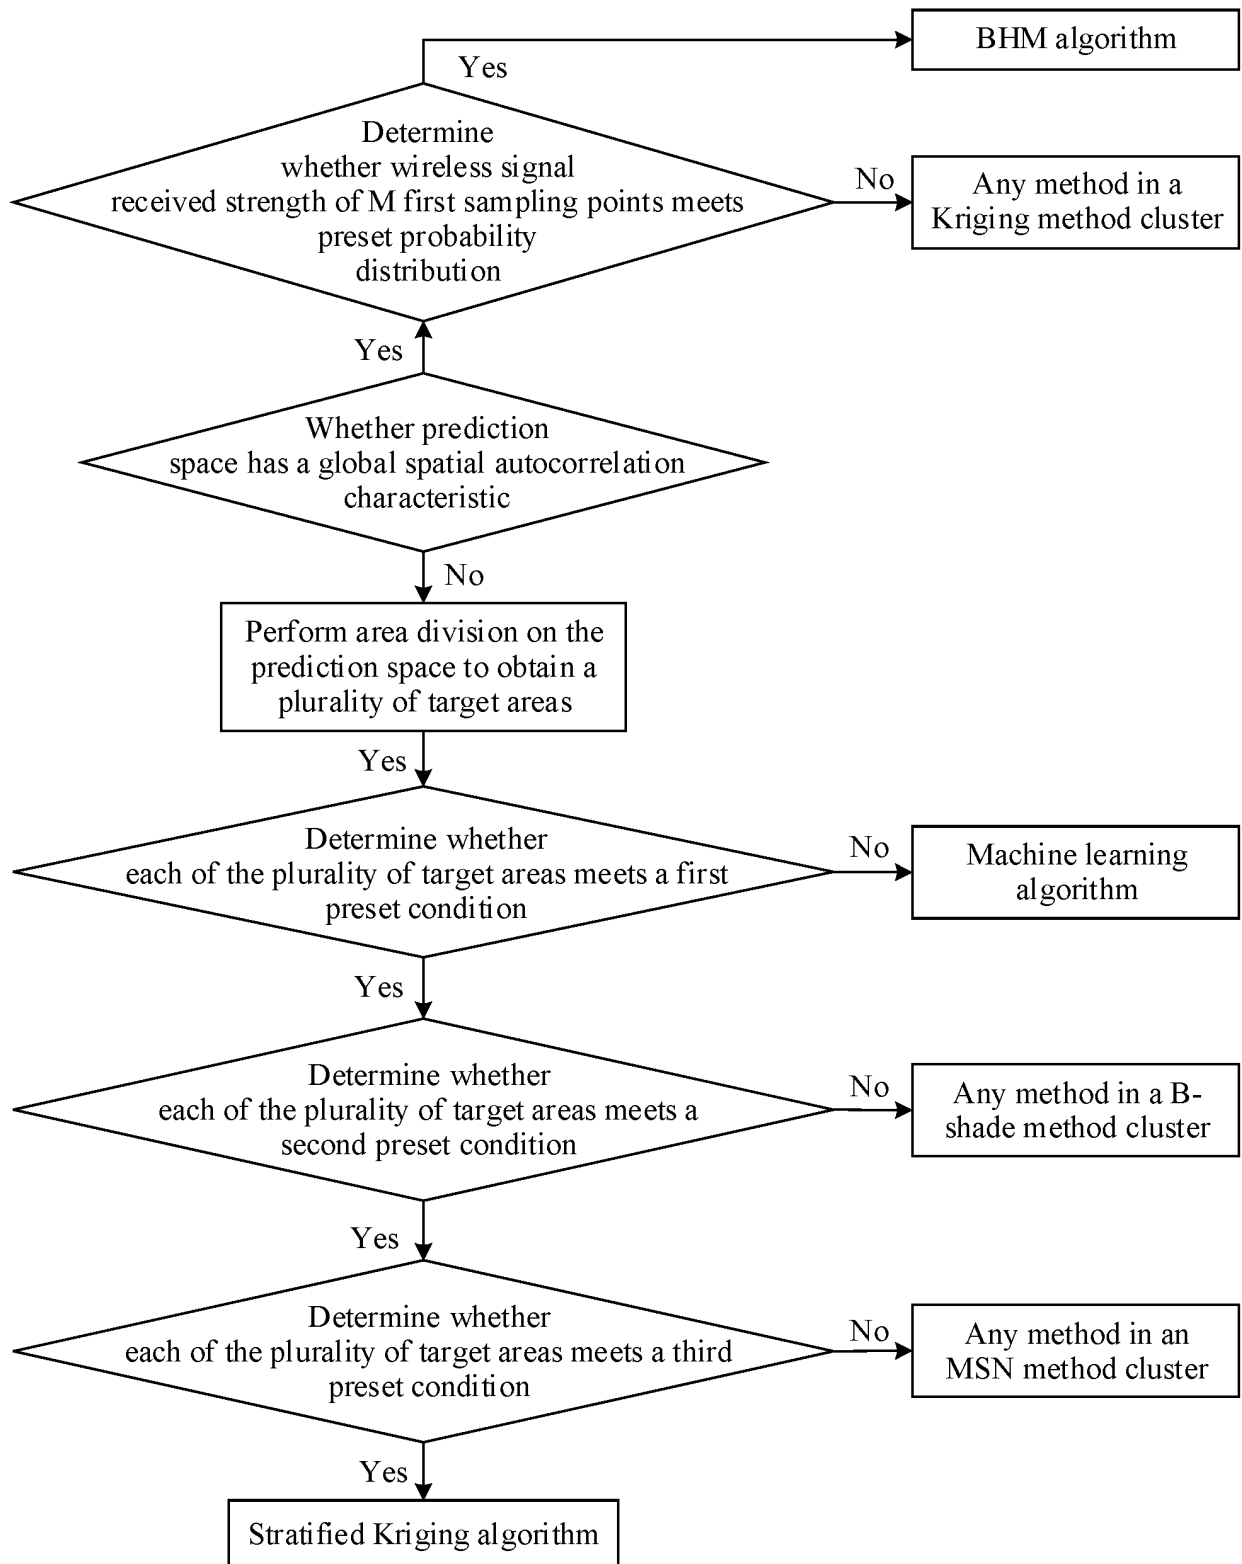 BHM algorithm
Yes
Determine
whether wireless signal
received strength of M first sampling points meets
preset probability
distribution
No
Any method in a
Kriging method cluster
Yes
Whether prediction
space has a global spatial autocorrelation
characteristic
No
Perform area division on the
prediction space to obtain a
plurality of target areas
Yes
Determine whether
each of the plurality of target areas meets a first
preset condition
No
Machine learning
algorithm
Yes
Determine whether
each of the plurality of target areas meets a
second preset condition
No
Any method in a B-
shade method cluster
Yes
Determine whether
each of the plurality of target areas meets a third
preset condition
No
Any method in an
MSN method cluster
Yes
Stratified Kriging algorithm